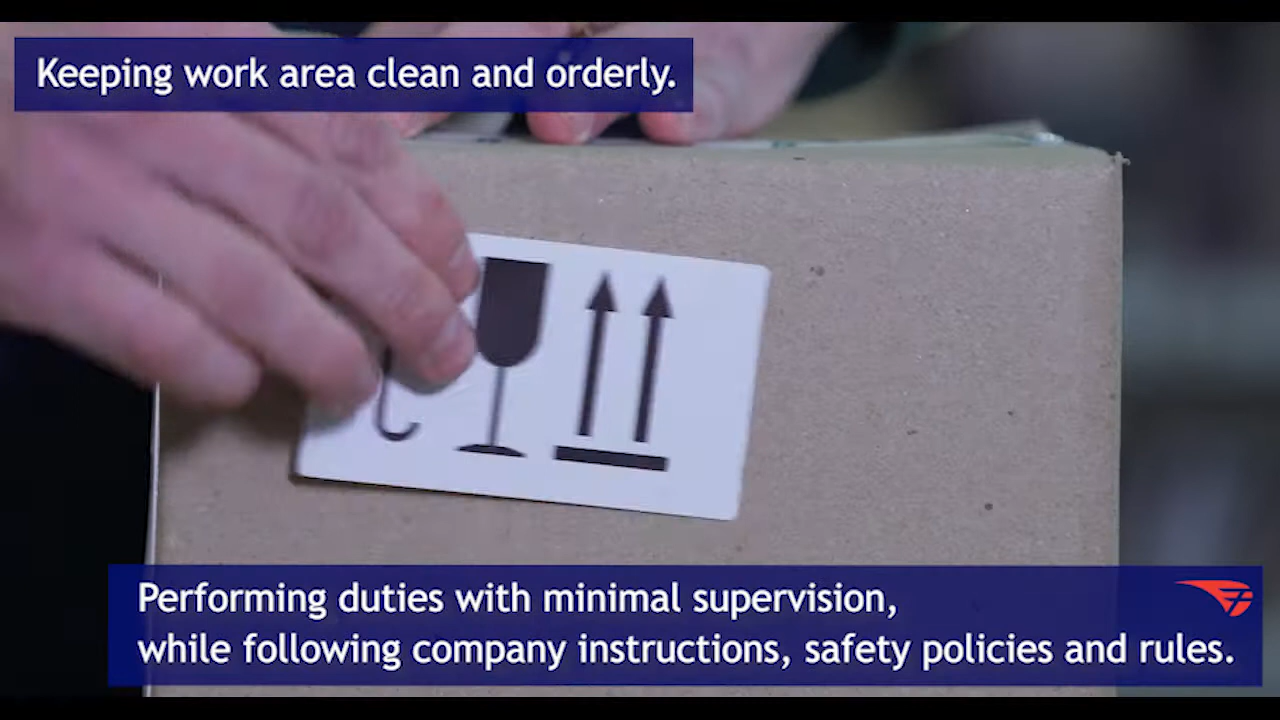 Keeping work area clean and orderly.
Performing duties with minimal supervision,
while following company instructions, safety policies and rules.